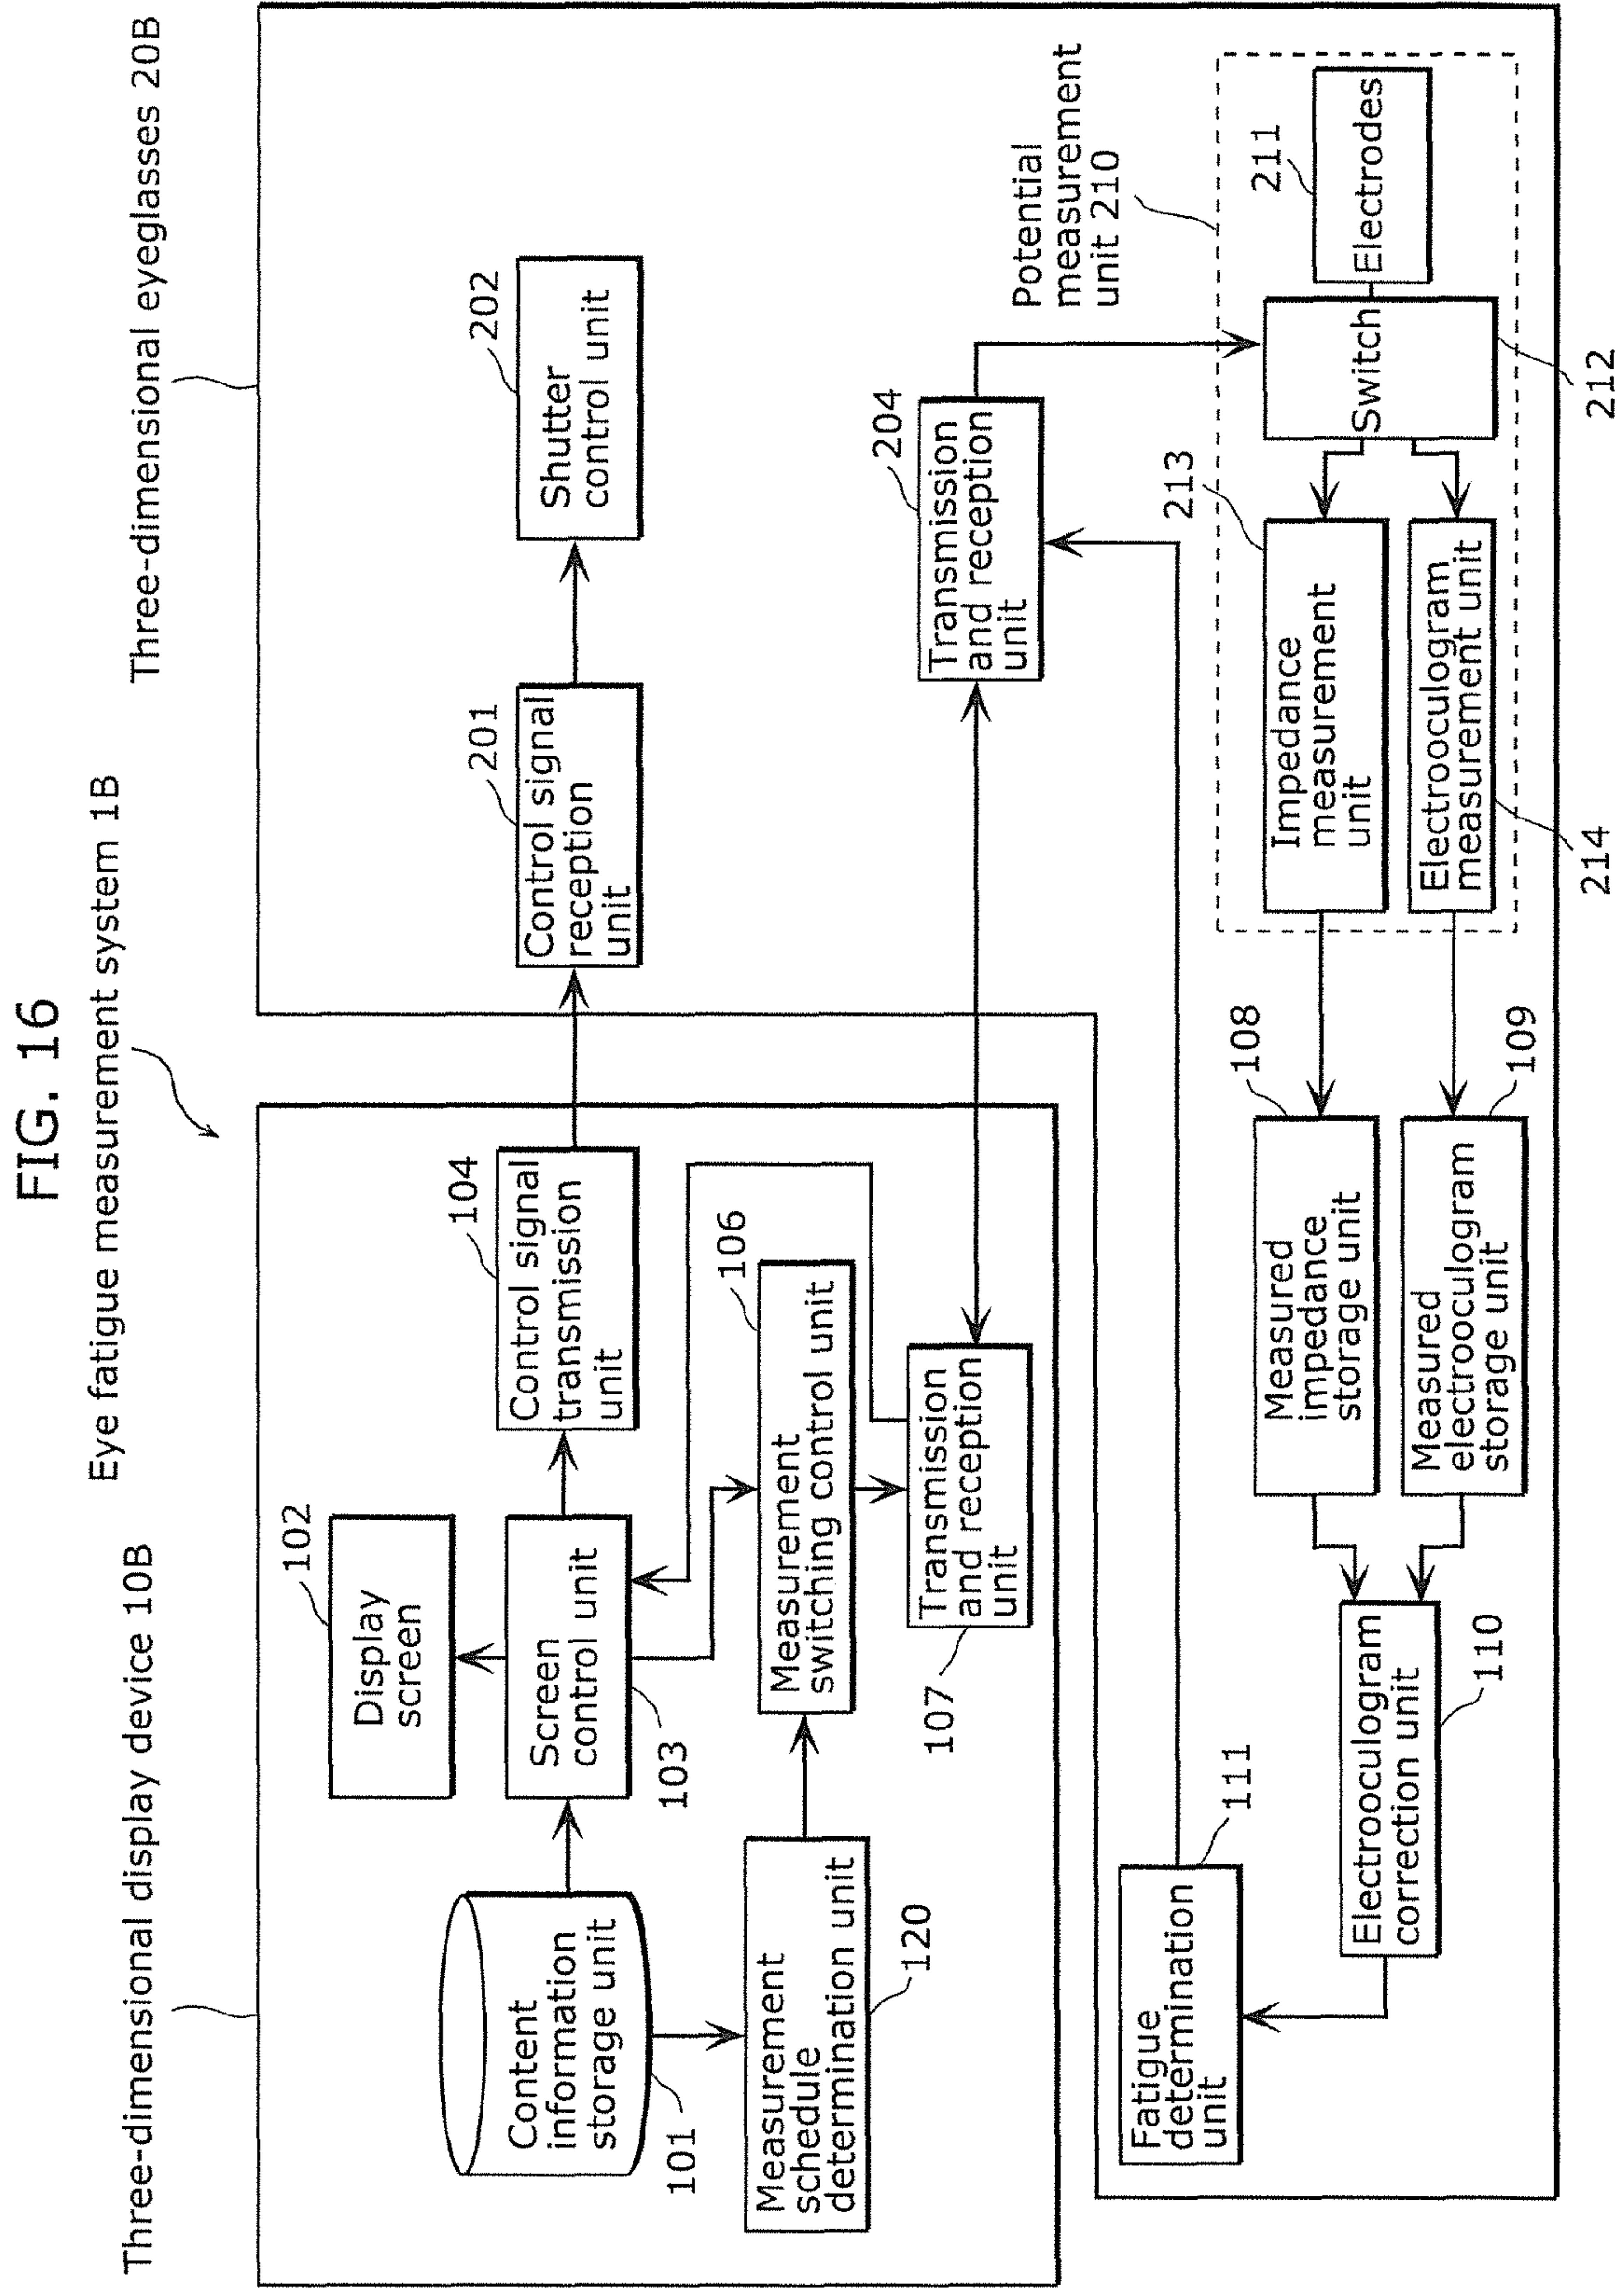 FIG. 16
Eye fatigue measurement system 1B
Three-dimensional display device 10B
Three-dimensional eyeglasses 20B
102
Display
screen
104
Control signal
transmission
unit
201
Control signal
reception
unit
202
Shutter
control unit
Content
information
storage unit
101
Screen
control unit
103
106
Measurement
switching control unit
Measurement
schedule
determination unit
120
107
Transmission
and reception
unit
204
Transmission
and reception
unit
Potential
measurement
unit 210
111
Fatigue
determination
unit
108
Measured
impedance
storage unit
213
Impedance
measurement
unit
Switch
212
211
Electrodes
Electrooculogram
correction unit
110
Measured
electrooculogram
storage unit
109
Electrooculogram
measurement unit
214